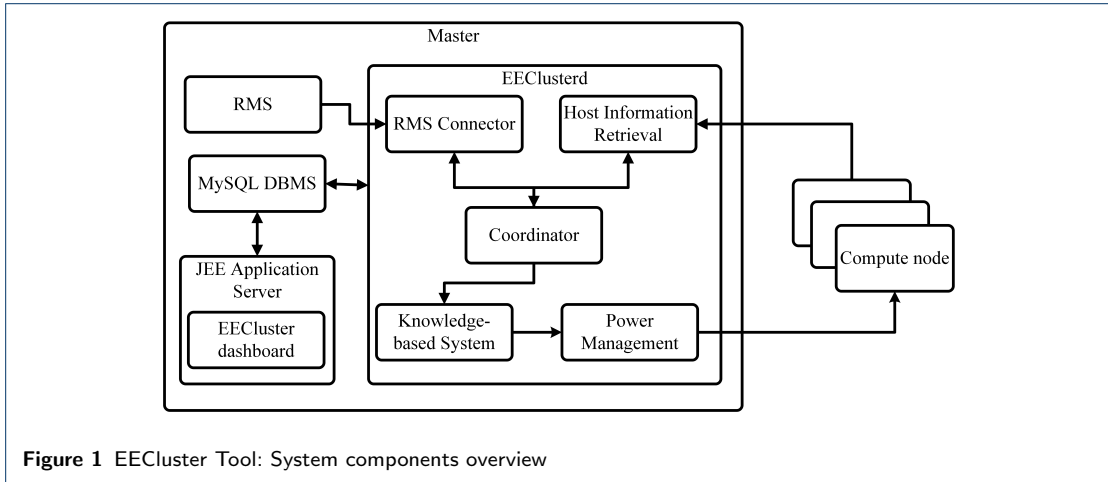 Master
EEClusterd
RMS
RMS Connector
Host Information
Retrieval
MySQL DBMS
Coordinator
Compute node
JEE Application
Server
EECluster
dashboard
Knowledge-
based System
Power
Management
Figure 1 EECluster Tool: System components overview